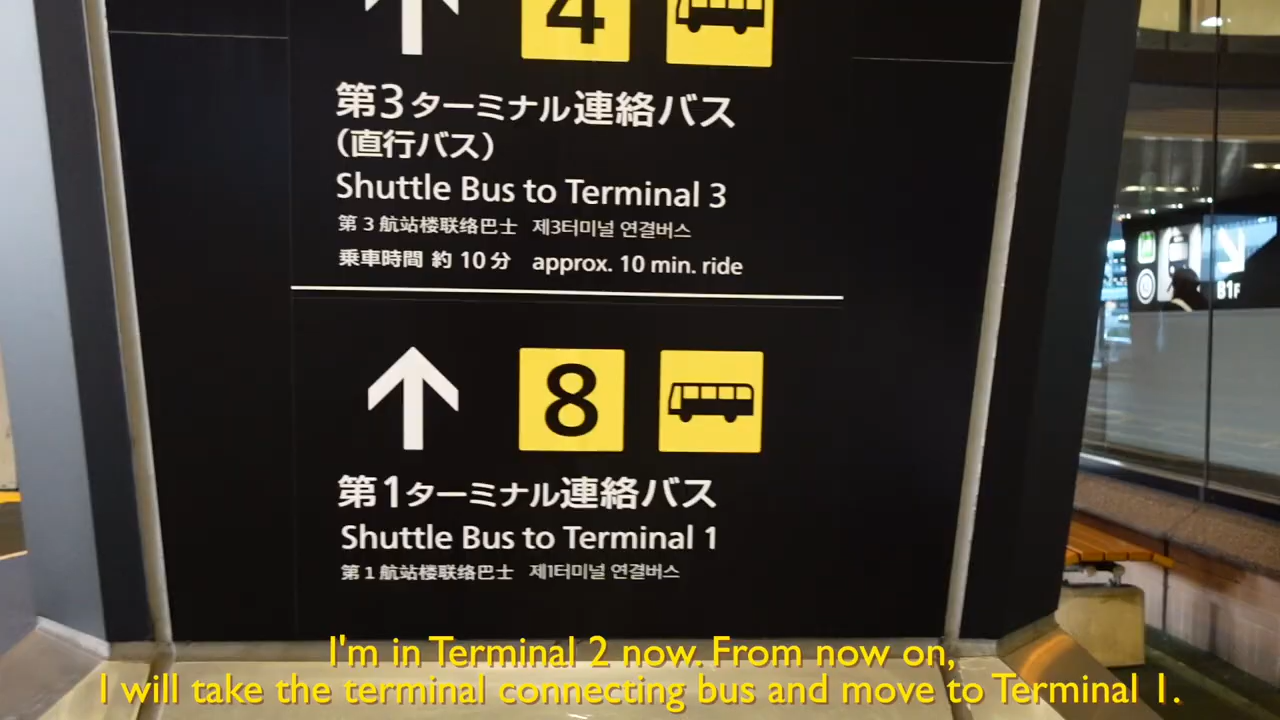 4
第3ターミナル連絡バス
(直行バス)
Shuttle Bus to Terminal 3
第3航站楼联络巴士 제3터미널 연결버스
乗車時間 約10分 approx. 10 min. ride
B1F
8
第1ターミナル連絡バス
Shuttle Bus to Terminal 1
第1航站楼联络巴士 제1터미널 연결버스
I'm in Terminal 2 now. From now on,
I will take the terminal connecting bus and move to Terminal 1.